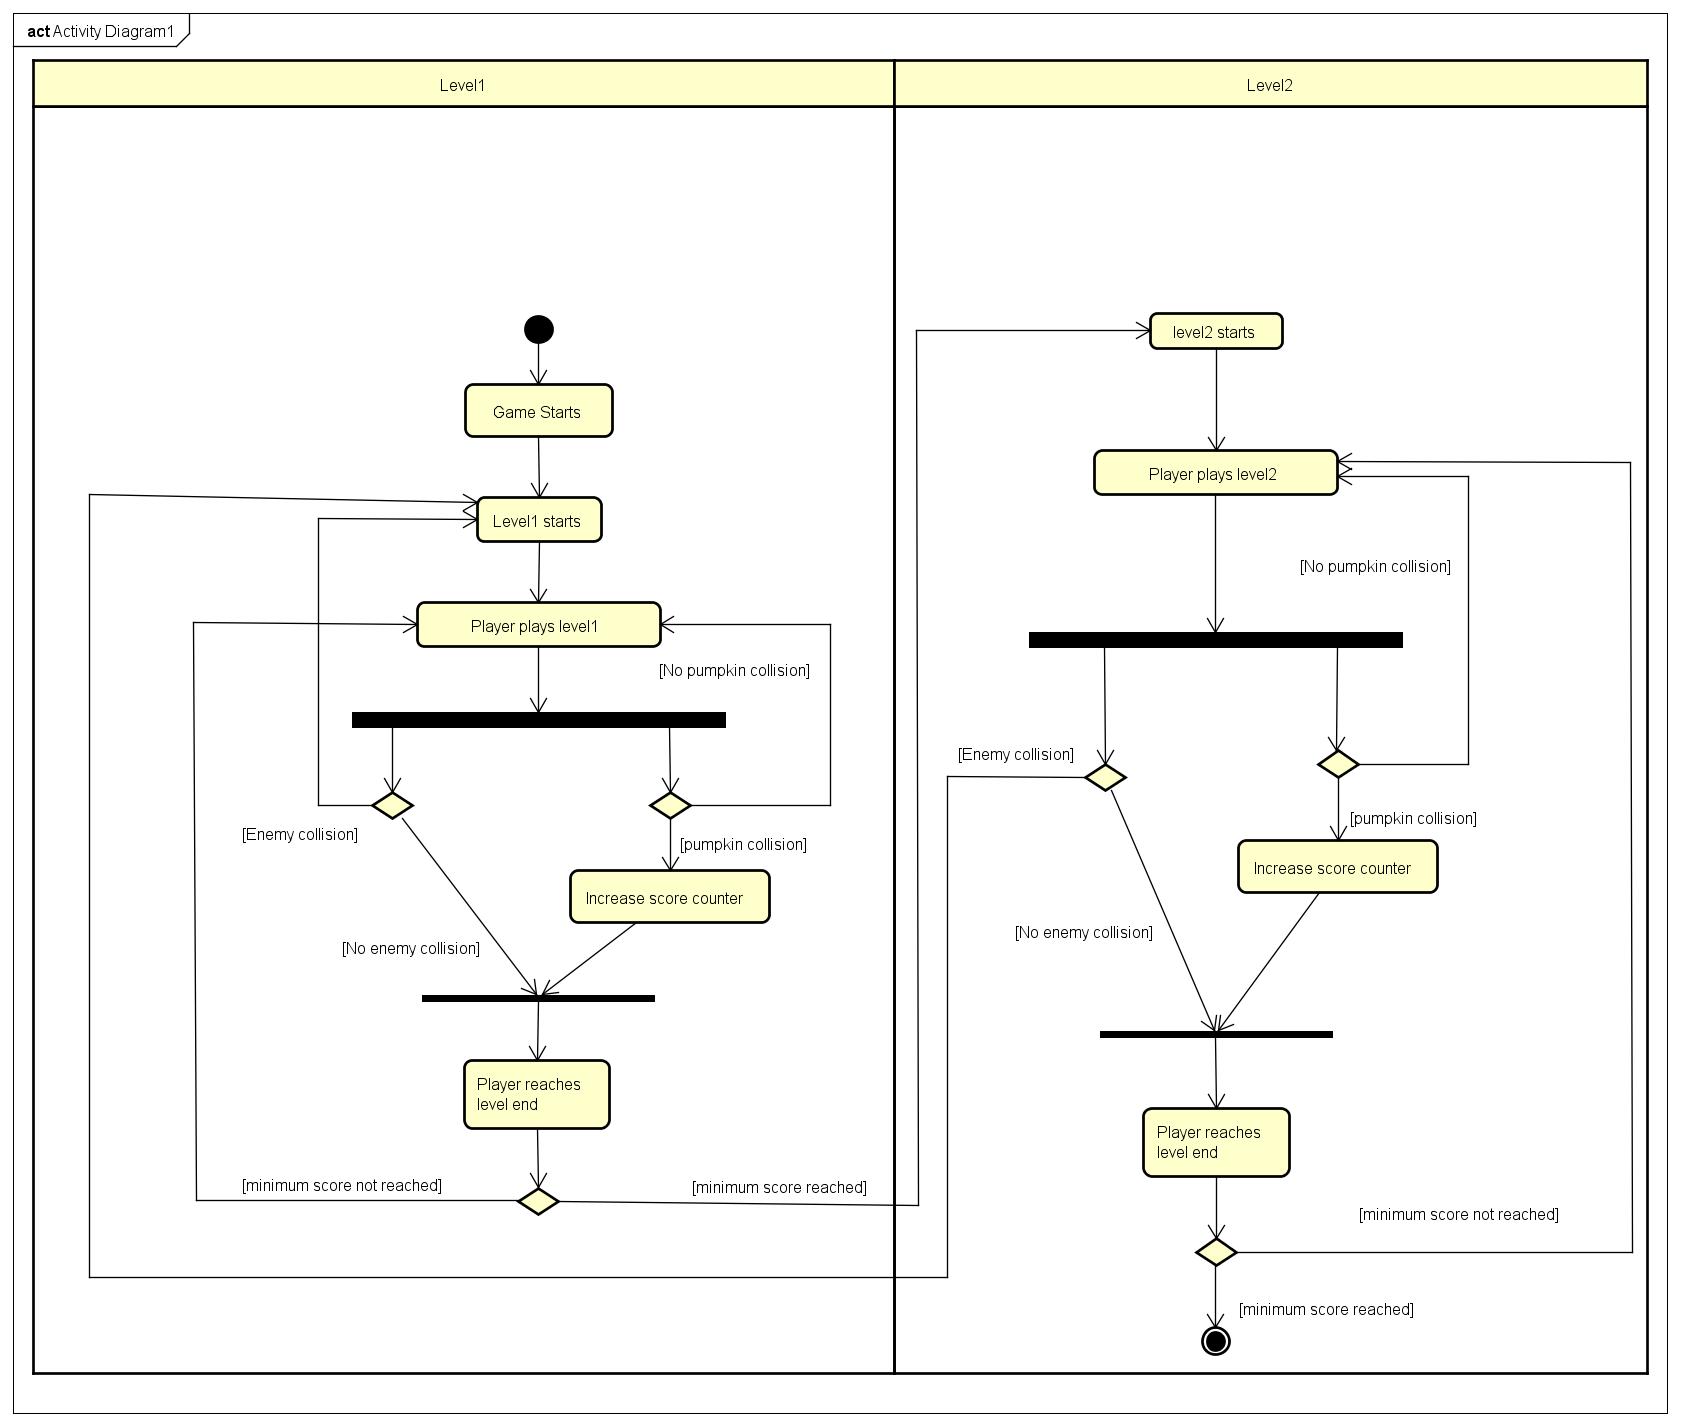 act Activity Diagram1
Level1
Level2
Game Starts
Level1 starts
Player plays level1
[No pumpkin collision]
[Enemy collision]
[pumpkin collision]
Increase score counter
[No enemy collision]
Player reaches
level end
[minimum score not reached]
[minimum score reached]
level2 starts
Player plays level2
[No pumpkin collision]
[Enemy collision]
[pumpkin collision]
Increase score counter
[No enemy collision]
Player reaches
level end
[minimum score not reached]
[minimum score reached]